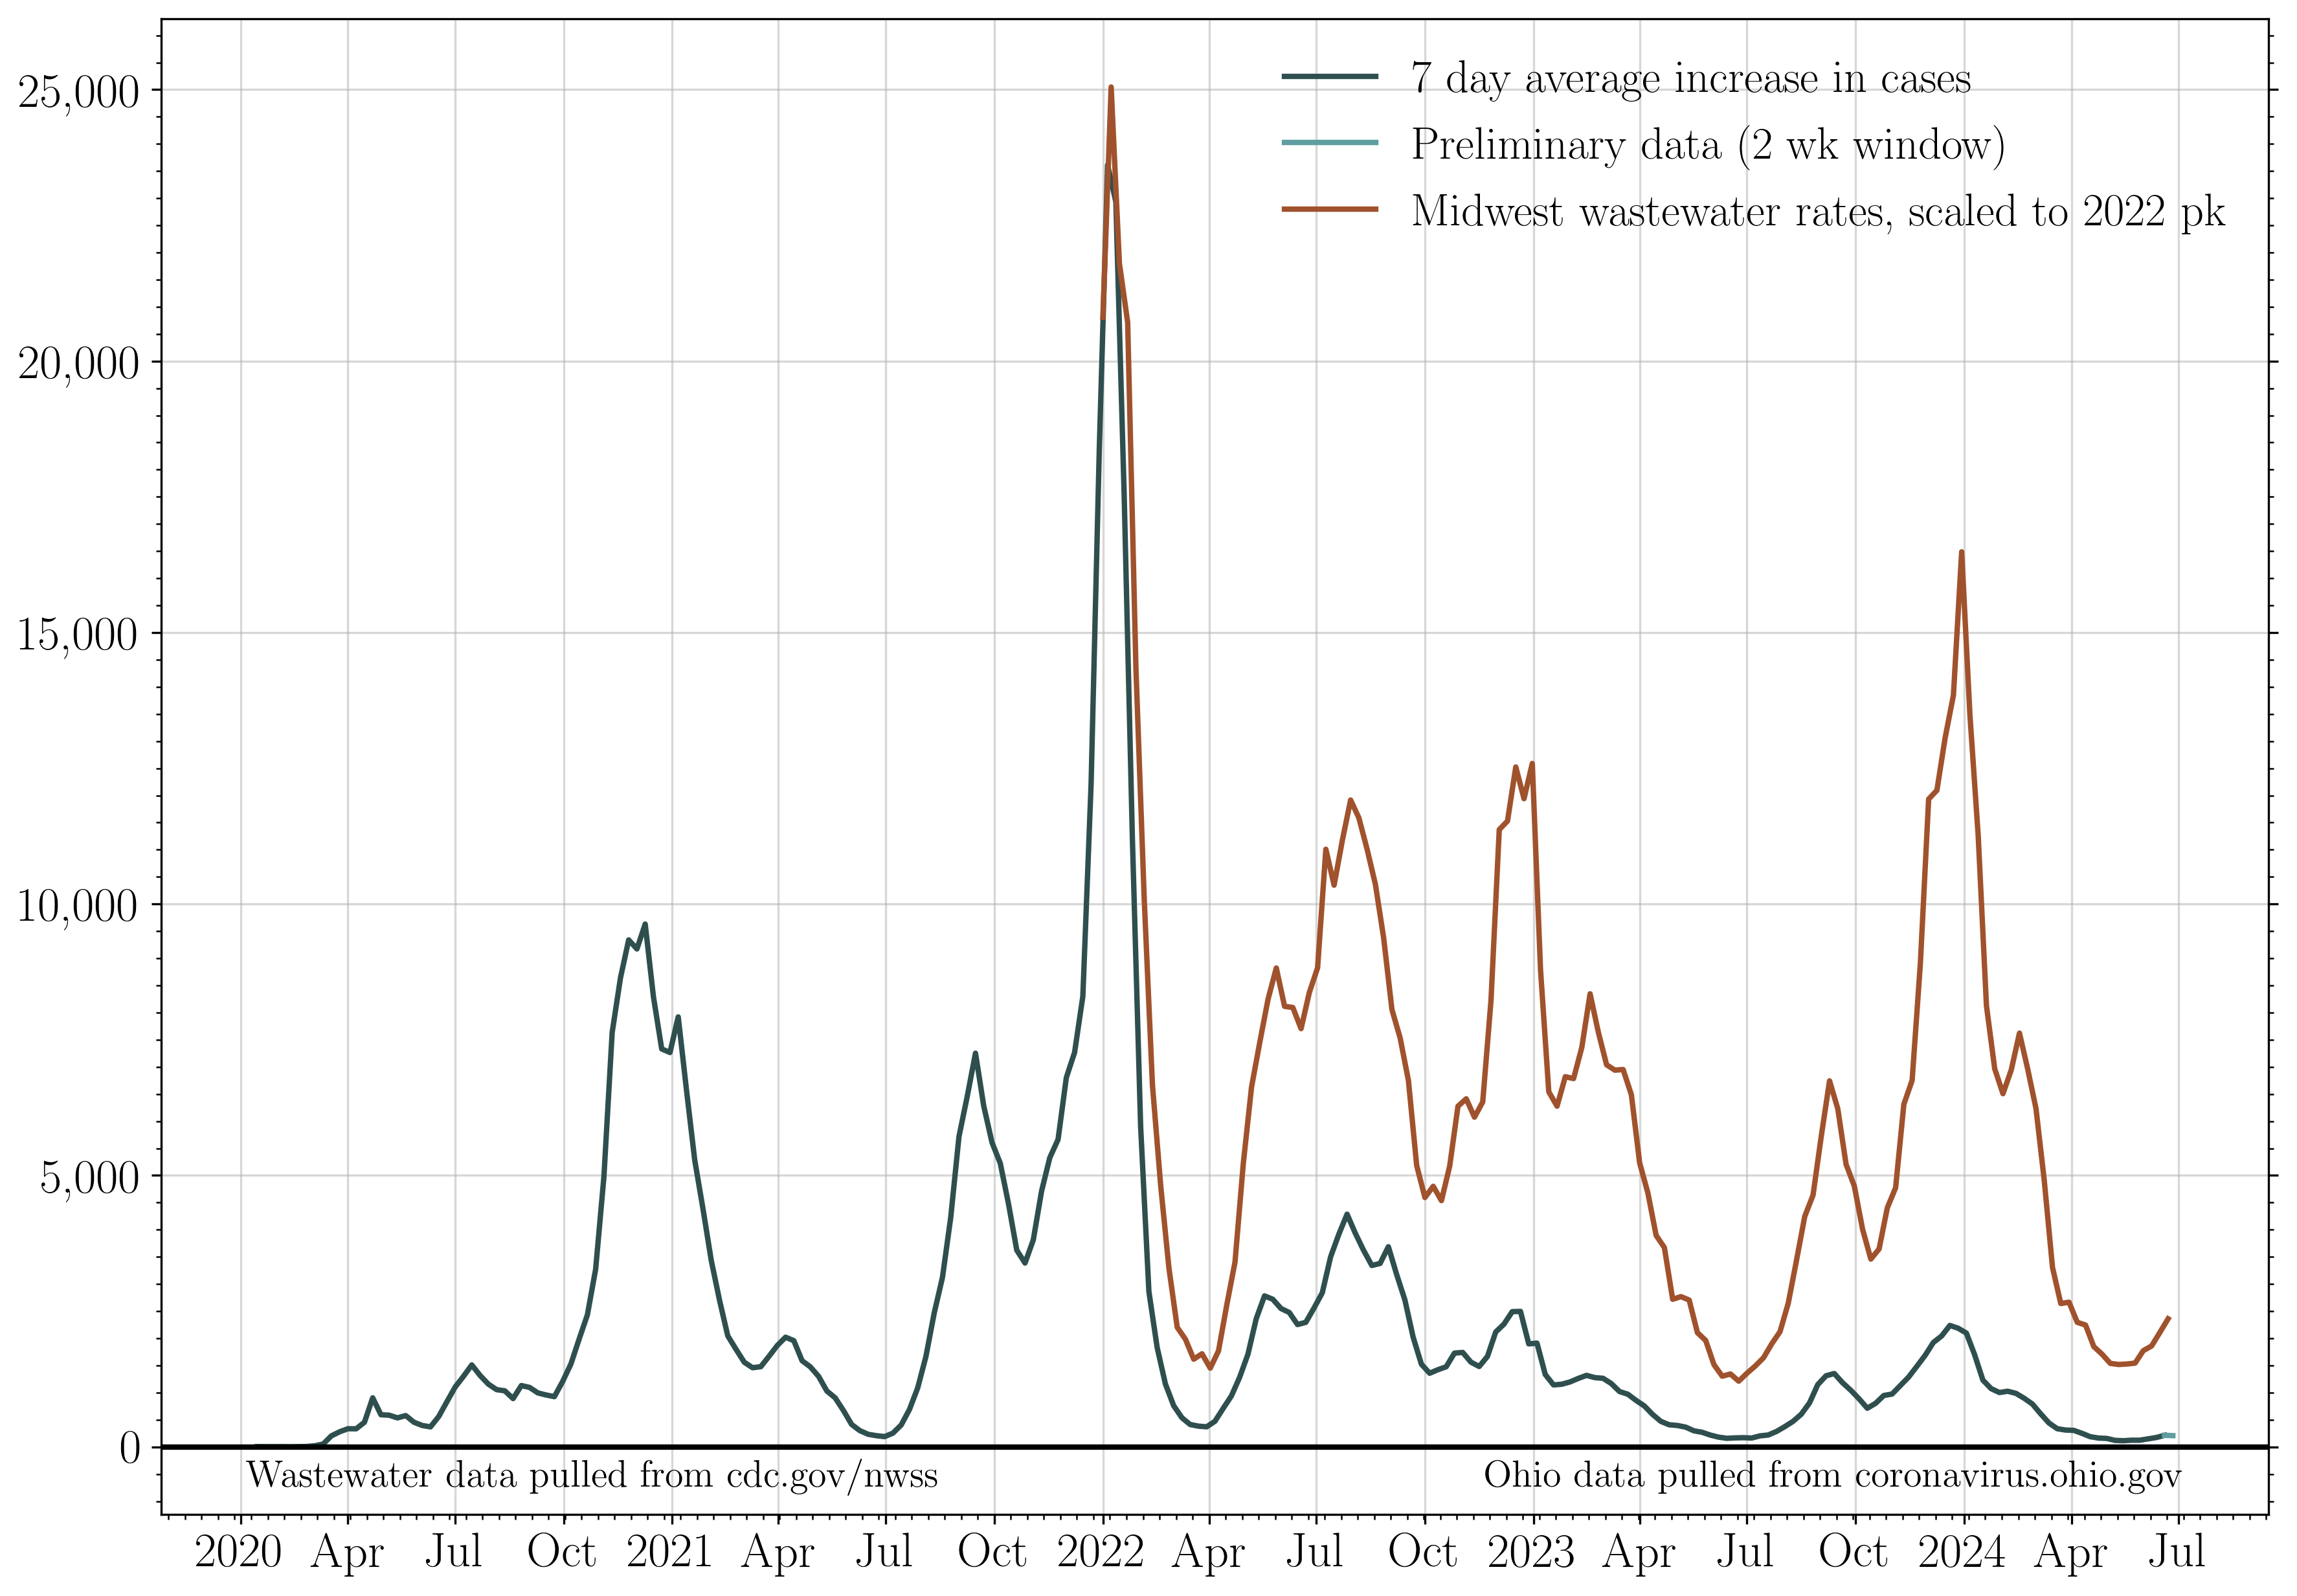 7 day average increase in cases
Preliminary data (2 wk window)
Midwest wastewater rates, scaled to 2022 pk
25,000
20,000
15,000
10,000
5,000
0
Wastewater data pulled from cdc.gov/nwss
Ohio data pulled from coronavirus.ohio.gov
2020 Apr Jul Oct 2021 Apr Jul Oct 2022 Apr Jul Oct 2023 Apr Jul Oct 2024 Apr Jul